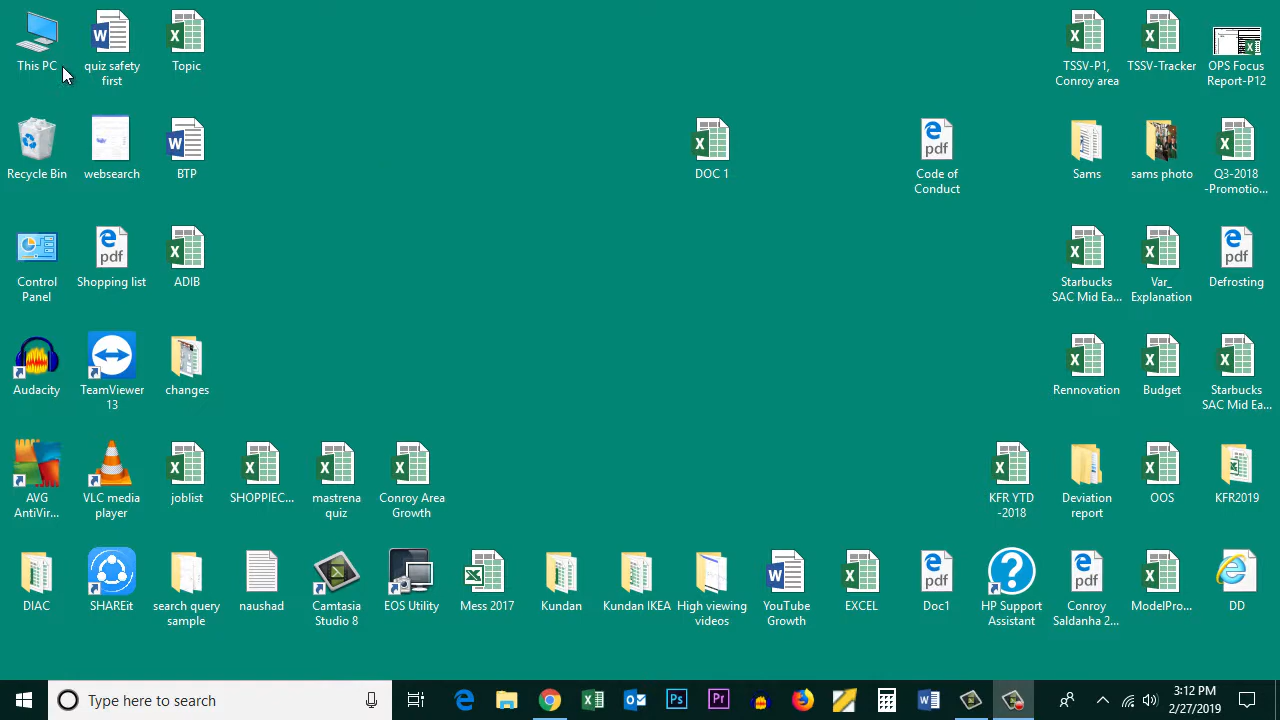 This PC
quiz safety
first
Topic
TSSV-P1,
Conroy area
TSSV-Tracker
OPS Focus
Report-P12
Recycle Bin
websearch
BTP
DOC 1
Code of
Conduct
Sams
sams photo
Q3-2018
-Promotio...
Control
Panel
Shopping list
ADIB
Starbucks
SAC Mid Ea...
Var_
Explanation
Defrosting
Audacity
TeamViewer
13
changes
Rennovation
Budget
Starbucks
SAC Mid Ea...
AVG
AntiVir...
VLC media
player
joblist
SHOPPIEC...
mastrena
quiz
Conroy Area
Growth
KFR YTD
-2018
Deviation
report
OOS
KFR2019
DIAC
SHAREit
search query
sample
naushad
Camtasia
Studio 8
EOS Utility
Mess 2017
Kundan
Kundan IKEA
High viewing
videos
YouTube
Growth
EXCEL
Doc1
HP Support
Assistant
Conroy
Saldanha 2...
ModelPro...
DD
Type here to search
3:12 PM
2/27/2019